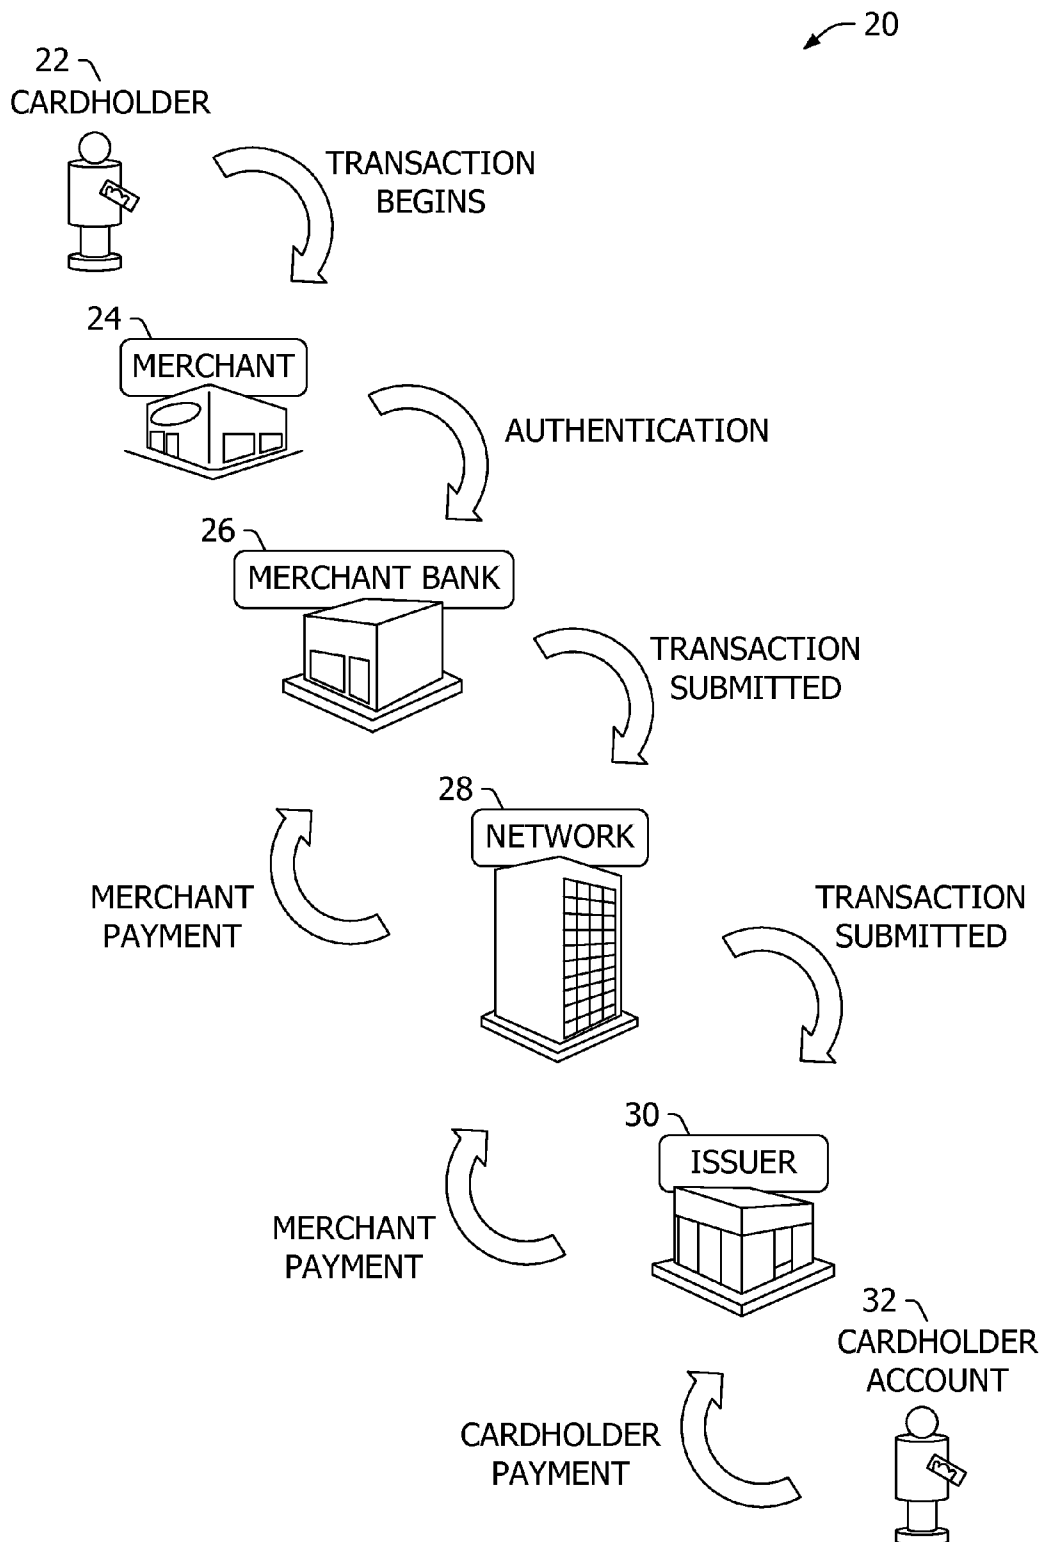 20
22
CARDHOLDER
TRANSACTION
BEGINS
24
MERCHANT
AUTHENTICATION
26
MERCHANT BANK
TRANSACTION
SUBMITTED
28
NETWORK
MERCHANT
PAYMENT
TRANSACTION
SUBMITTED
30
ISSUER
MERCHANT
PAYMENT
32
CARDHOLDER
ACCOUNT
CARDHOLDER
PAYMENT